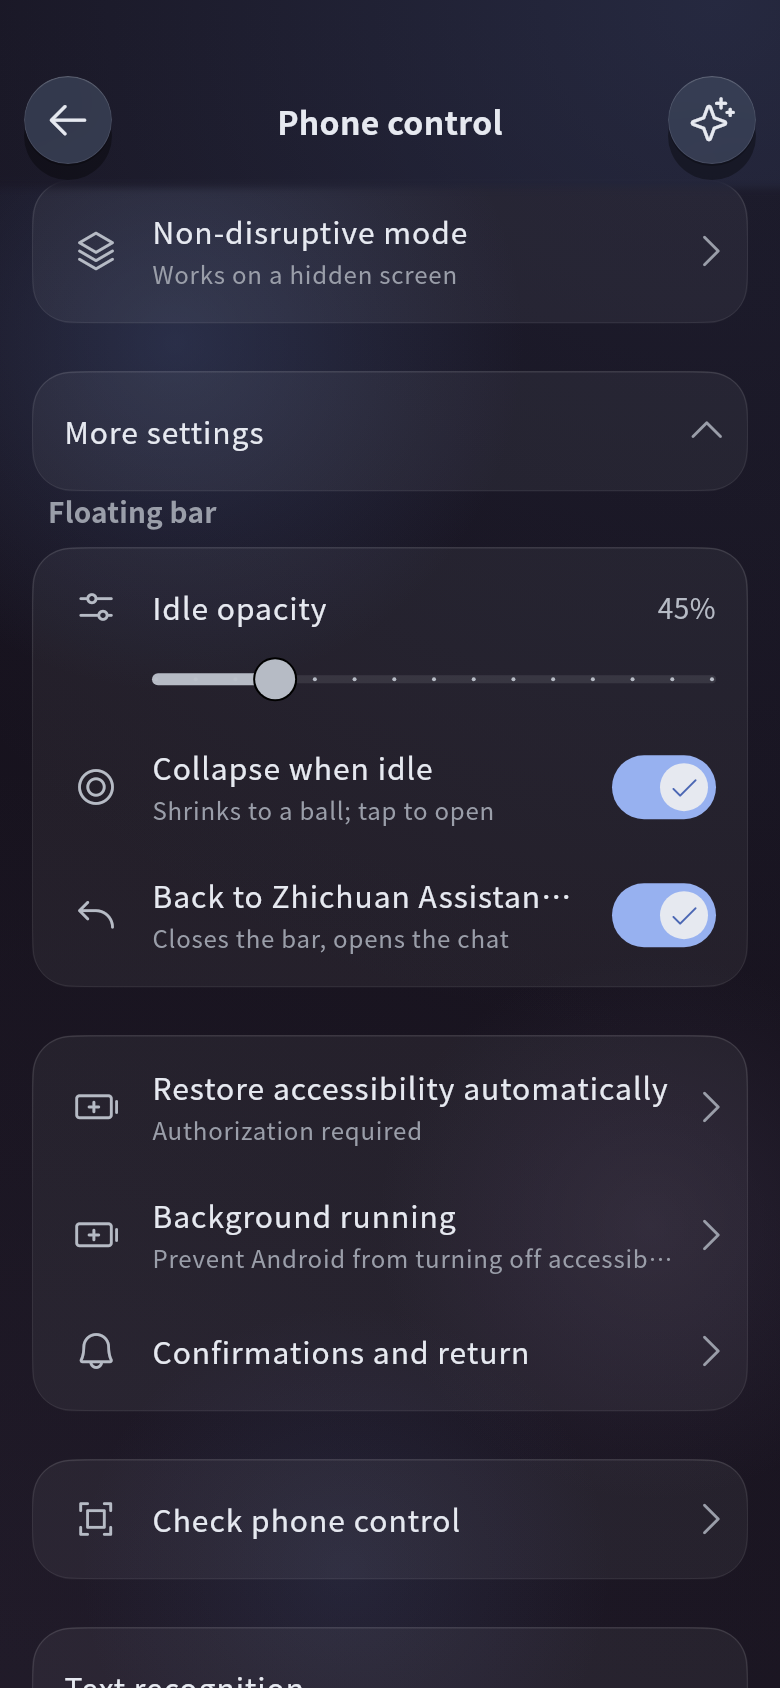 Phone control
Non-disruptive mode
Works on a hidden screen
More settings
Floating bar
Idle opacity
45%
Collapse when idle
Shrinks to a ball; tap to open
Back to Zhichuan Assistan···
Closes the bar, opens the chat
Restore accessibility automatically
Authorization required
Background running
Prevent Android from turning off accessib···
Confirmations and return
Check phone control
Text recognition